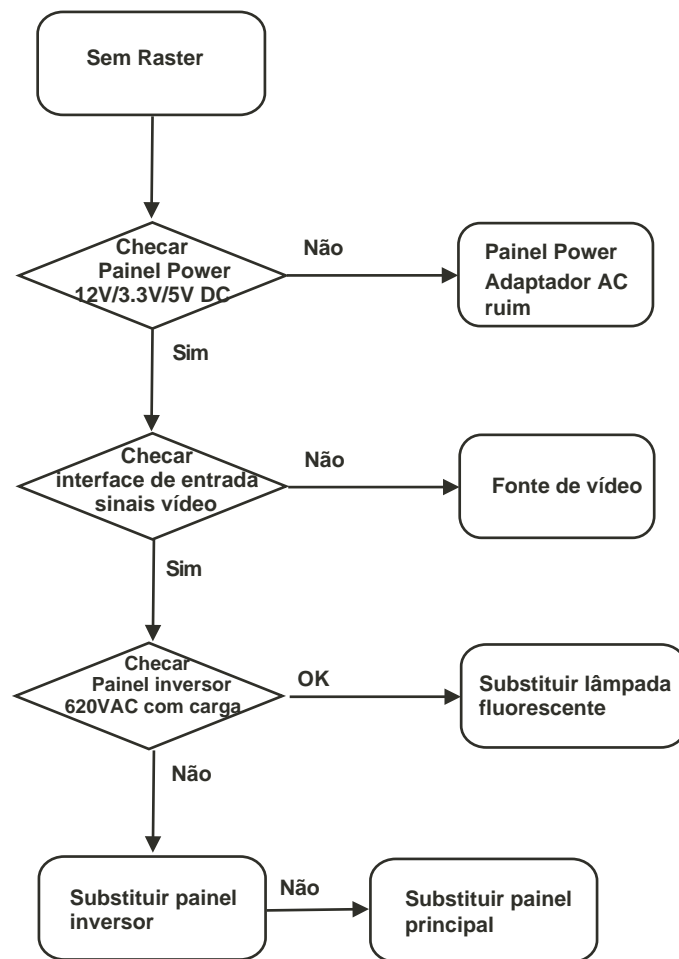 Sem Raster
Checar
Painel Power
12V/3.3V/5V DC
Não
Painel Power
Adaptador AC
ruim
Sim
Checar
interface de entrada
sinais vídeo
Não
Fonte de vídeo
Sim
Checar
Painel inversor
620VAC com carga
OK
Substituir lâmpada
fluorescente
Não
Substituir painel
inversor
Não
Substituir painel
principal